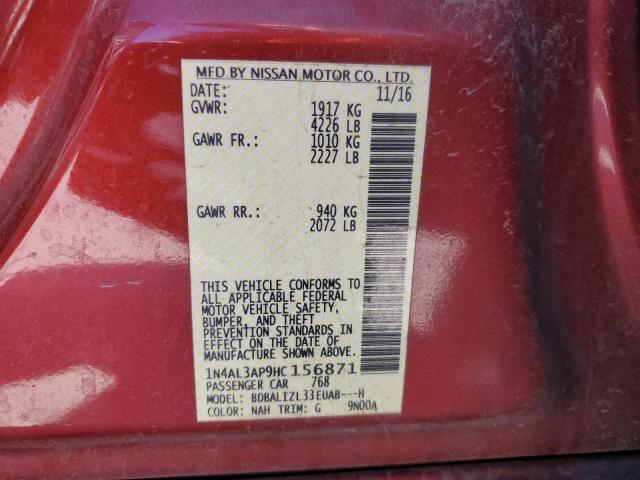 MFD BY NISSAN MOTOR CO., LTD.
DATE: 11/16
GVWR: 1917 KG
4226 LB
GAWR FR.: 1010 KG
2227 LB
GAWR RR.: 940 KG
2072 LB
THIS VEHICLE CONFORMS TO
ALL APPLICABLE FEDERAL
MOTOR VEHICLE SAFETY,
BUMPER, AND THEFT
PREVENTION STANDARDS IN
EFFECT ON THE DATE OF
MANUFACTURE SHOWN ABOVE.
1N4AL3AP9HC156871
PASSENGER CAR 768
MODEL: BDBALIZL33EUAB---H
COLOR: NAH TRIM: G 9N00A